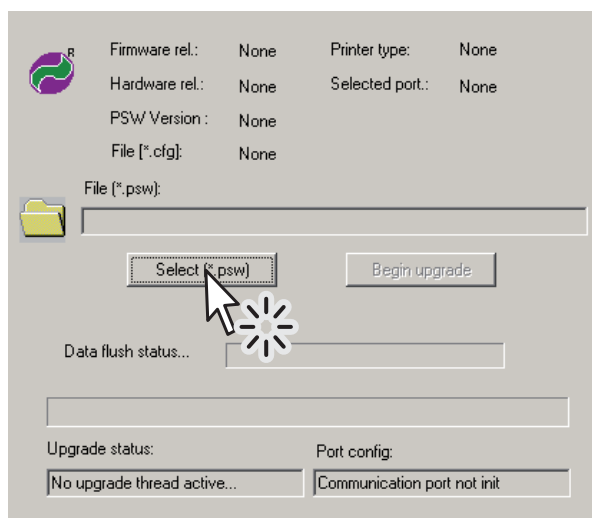 R
Firmware rel.: None Printer type: None
Hardware rel.: None Selected port.: None
PSW Version : None
File [*.cfg]: None
File (*.psw):
Select (*.psw) Begin upgrade
Data flush status...
Upgrade status: Port config:
No upgrade thread active... Communication port not init